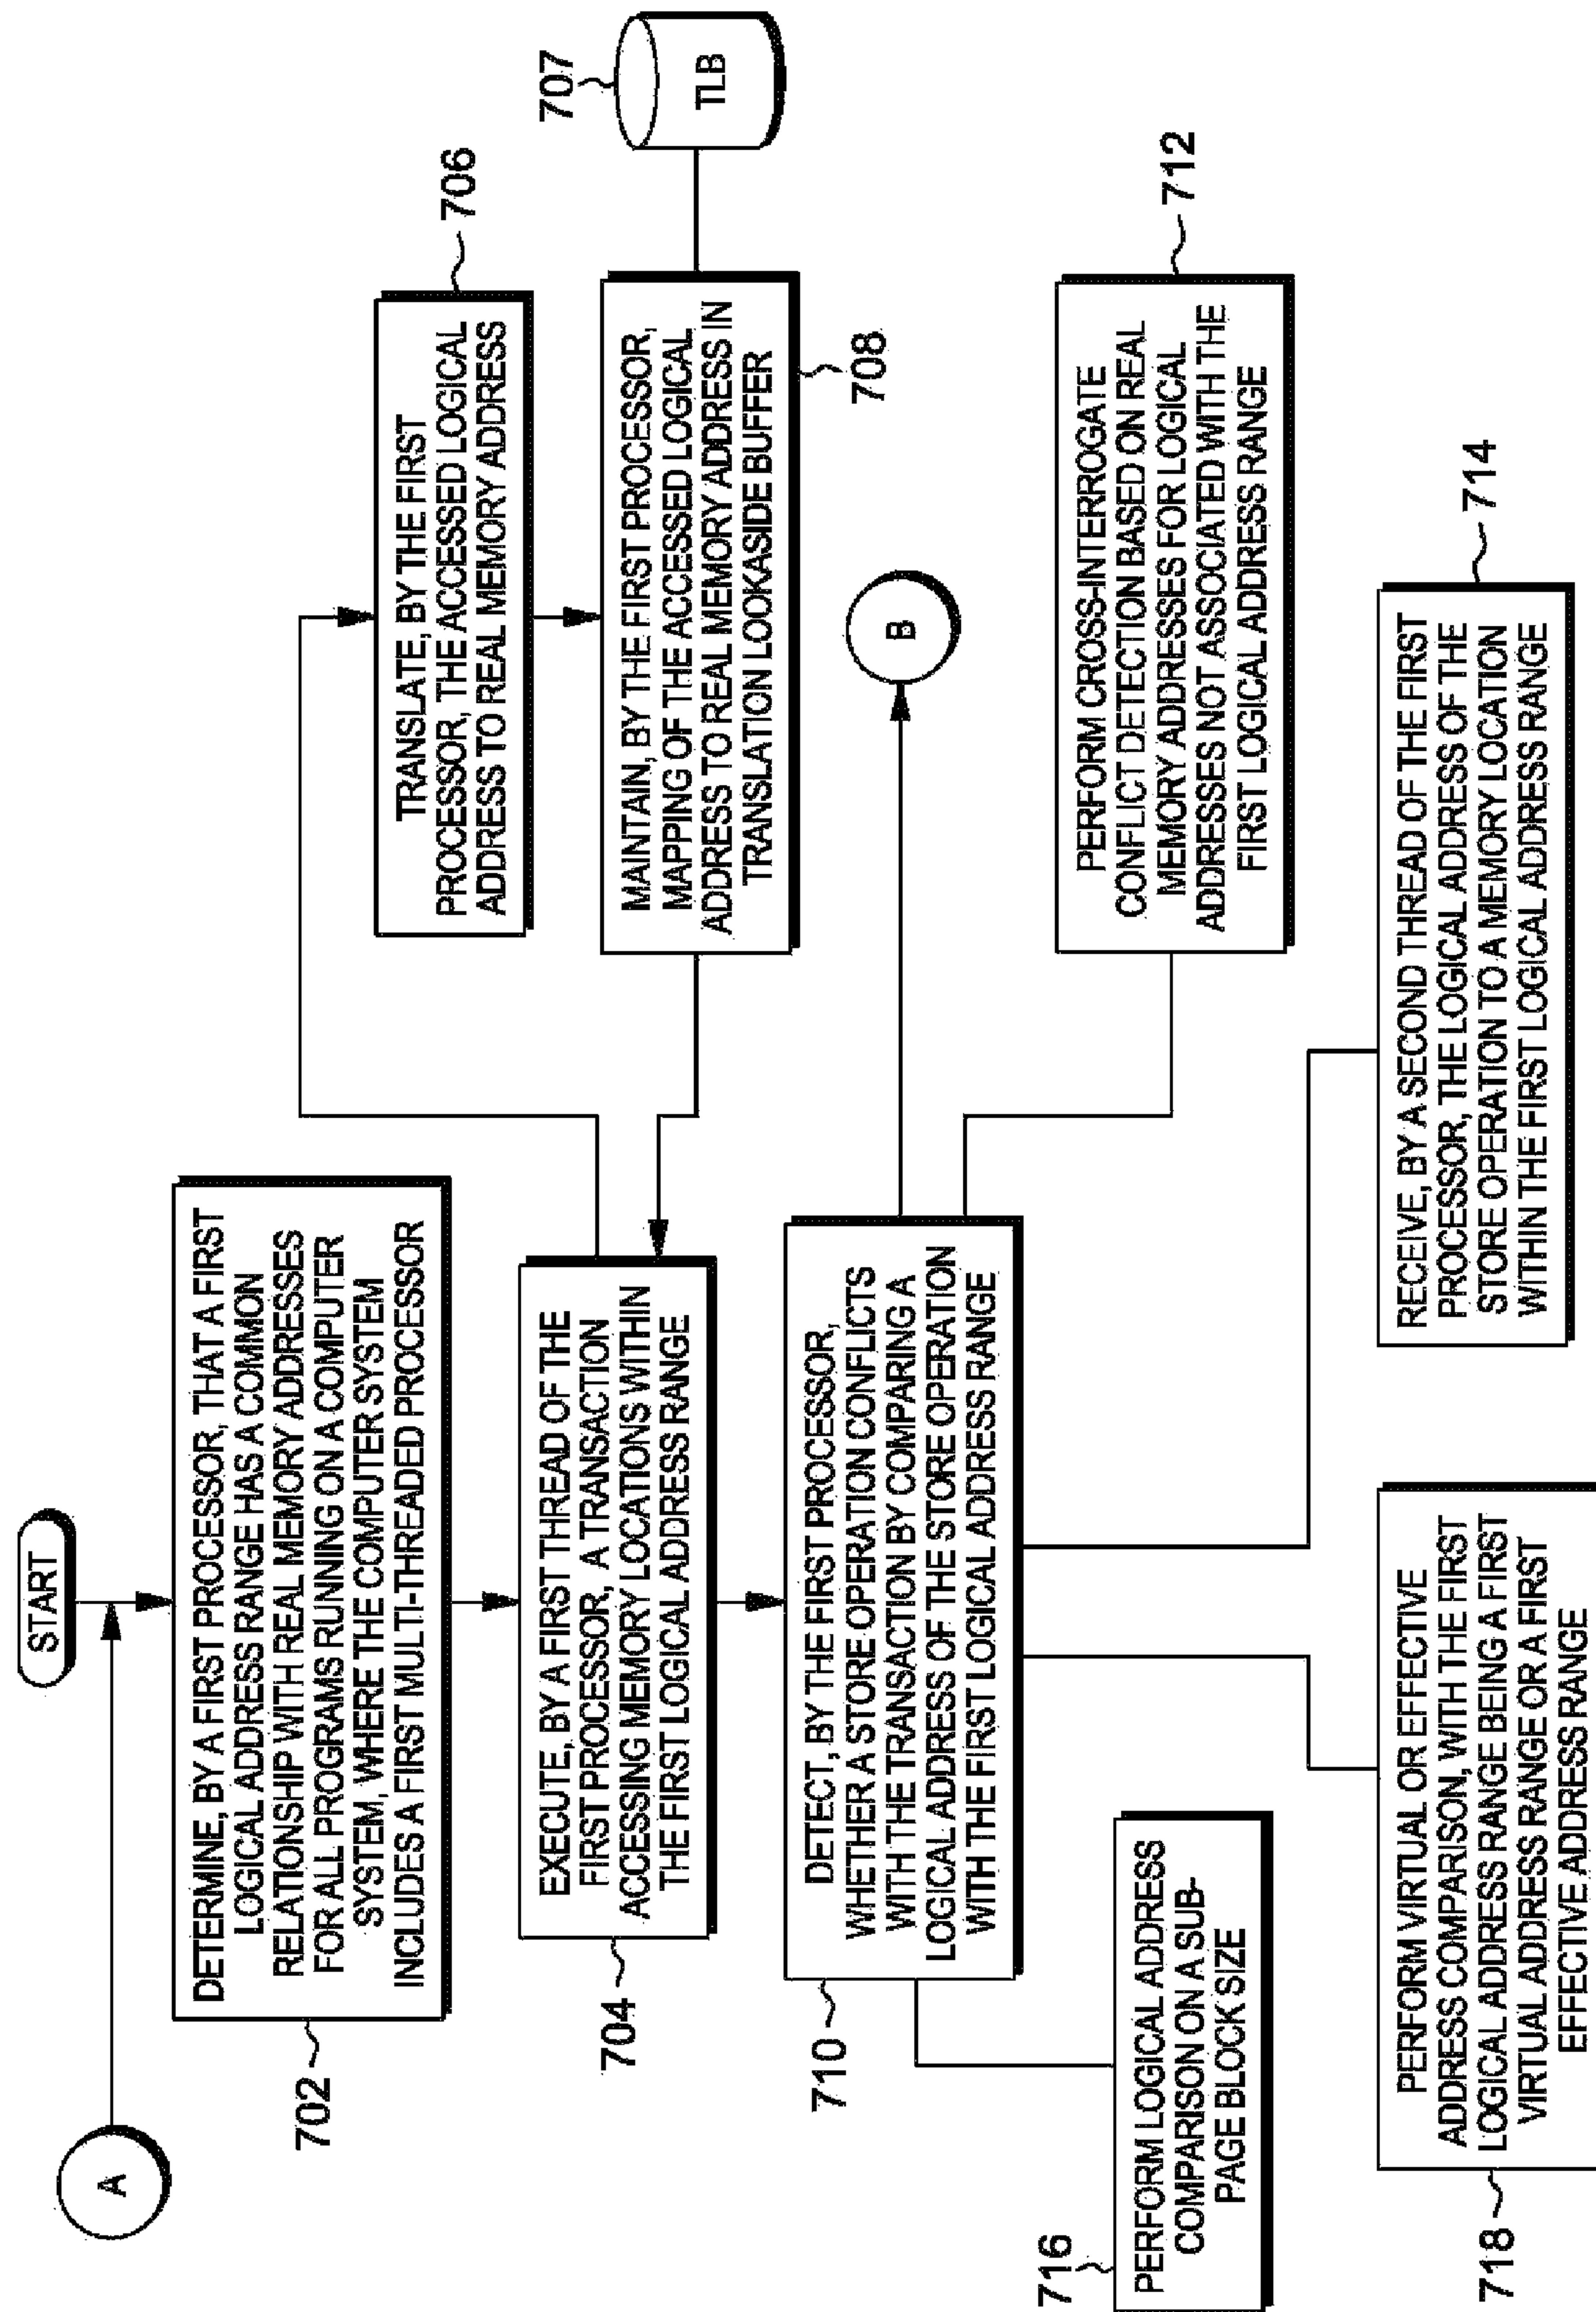 START
A
DETERMINE, BY A FIRST PROCESSOR, THAT A FIRST
LOGICAL ADDRESS RANGE HAS A COMMON
RELATIONSHIP WITH REAL MEMORY ADDRESSES
FOR ALL PROGRAMS RUNNING ON A COMPUTER
SYSTEM, WHERE THE COMPUTER SYSTEM
INCLUDES A FIRST MULTI-THREADED PROCESSOR
702
EXECUTE, BY A FIRST THREAD OF THE
FIRST PROCESSOR, A TRANSACTION
ACCESSING MEMORY LOCATIONS WITHIN
THE FIRST LOGICAL ADDRESS RANGE
704
TRANSLATE, BY THE FIRST
PROCESSOR, THE ACCESSED LOGICAL
ADDRESS TO REAL MEMORY ADDRESS
706
MAINTAIN, BY THE FIRST PROCESSOR,
MAPPING OF THE ACCESSED LOGICAL
ADDRESS TO REAL MEMORY ADDRESS IN
TRANSLATION LOOKASIDE BUFFER
708
707
TLB
DETECT, BY THE FIRST PROCESSOR,
WHETHER A STORE OPERATION CONFLICTS
WITH THE TRANSACTION BY COMPARING A
LOGICAL ADDRESS OF THE STORE OPERATION
WITH THE FIRST LOGICAL ADDRESS RANGE
710
B
PERFORM CROSS-INTERROGATE
CONFLICT DETECTION BASED ON REAL
MEMORY ADDRESSES FOR LOGICAL
ADDRESSES NOT ASSOCIATED WITH THE
FIRST LOGICAL ADDRESS RANGE
712
716
PERFORM LOGICAL ADDRESS
COMPARISON ON A SUB-
PAGE BLOCK SIZE
718
PERFORM VIRTUAL OR EFFECTIVE
ADDRESS COMPARISON, WITH THE FIRST
LOGICAL ADDRESS RANGE BEING A FIRST
VIRTUAL ADDRESS RANGE OR A FIRST
EFFECTIVE ADDRESS RANGE
RECEIVE, BY A SECOND THREAD OF THE FIRST
PROCESSOR, THE LOGICAL ADDRESS OF THE
STORE OPERATION TO A MEMORY LOCATION
WITHIN THE FIRST LOGICAL ADDRESS RANGE
714